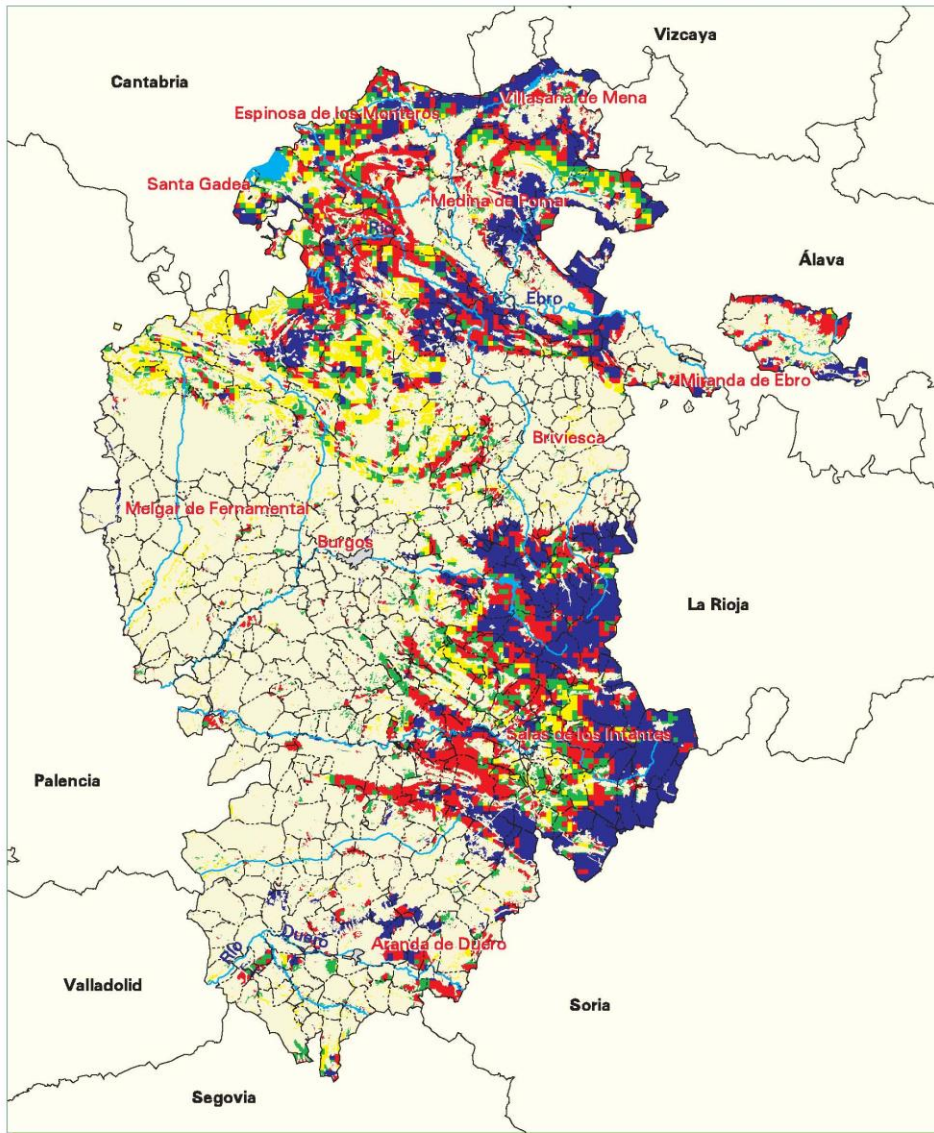 Vizcaya
Cantabria
Villasana de Mena
Espinosa de los Monteros
Santa Gadea
Medina de Pomar
Río
Álava
Ebro
Miranda de Ebro
Briviesca
Melgar de Fernamental
Burgos
La Rioja
Salas de los Infantes
Palencia
Río
Duero
Aranda de Duero
Valladolid
Soria
Segovia